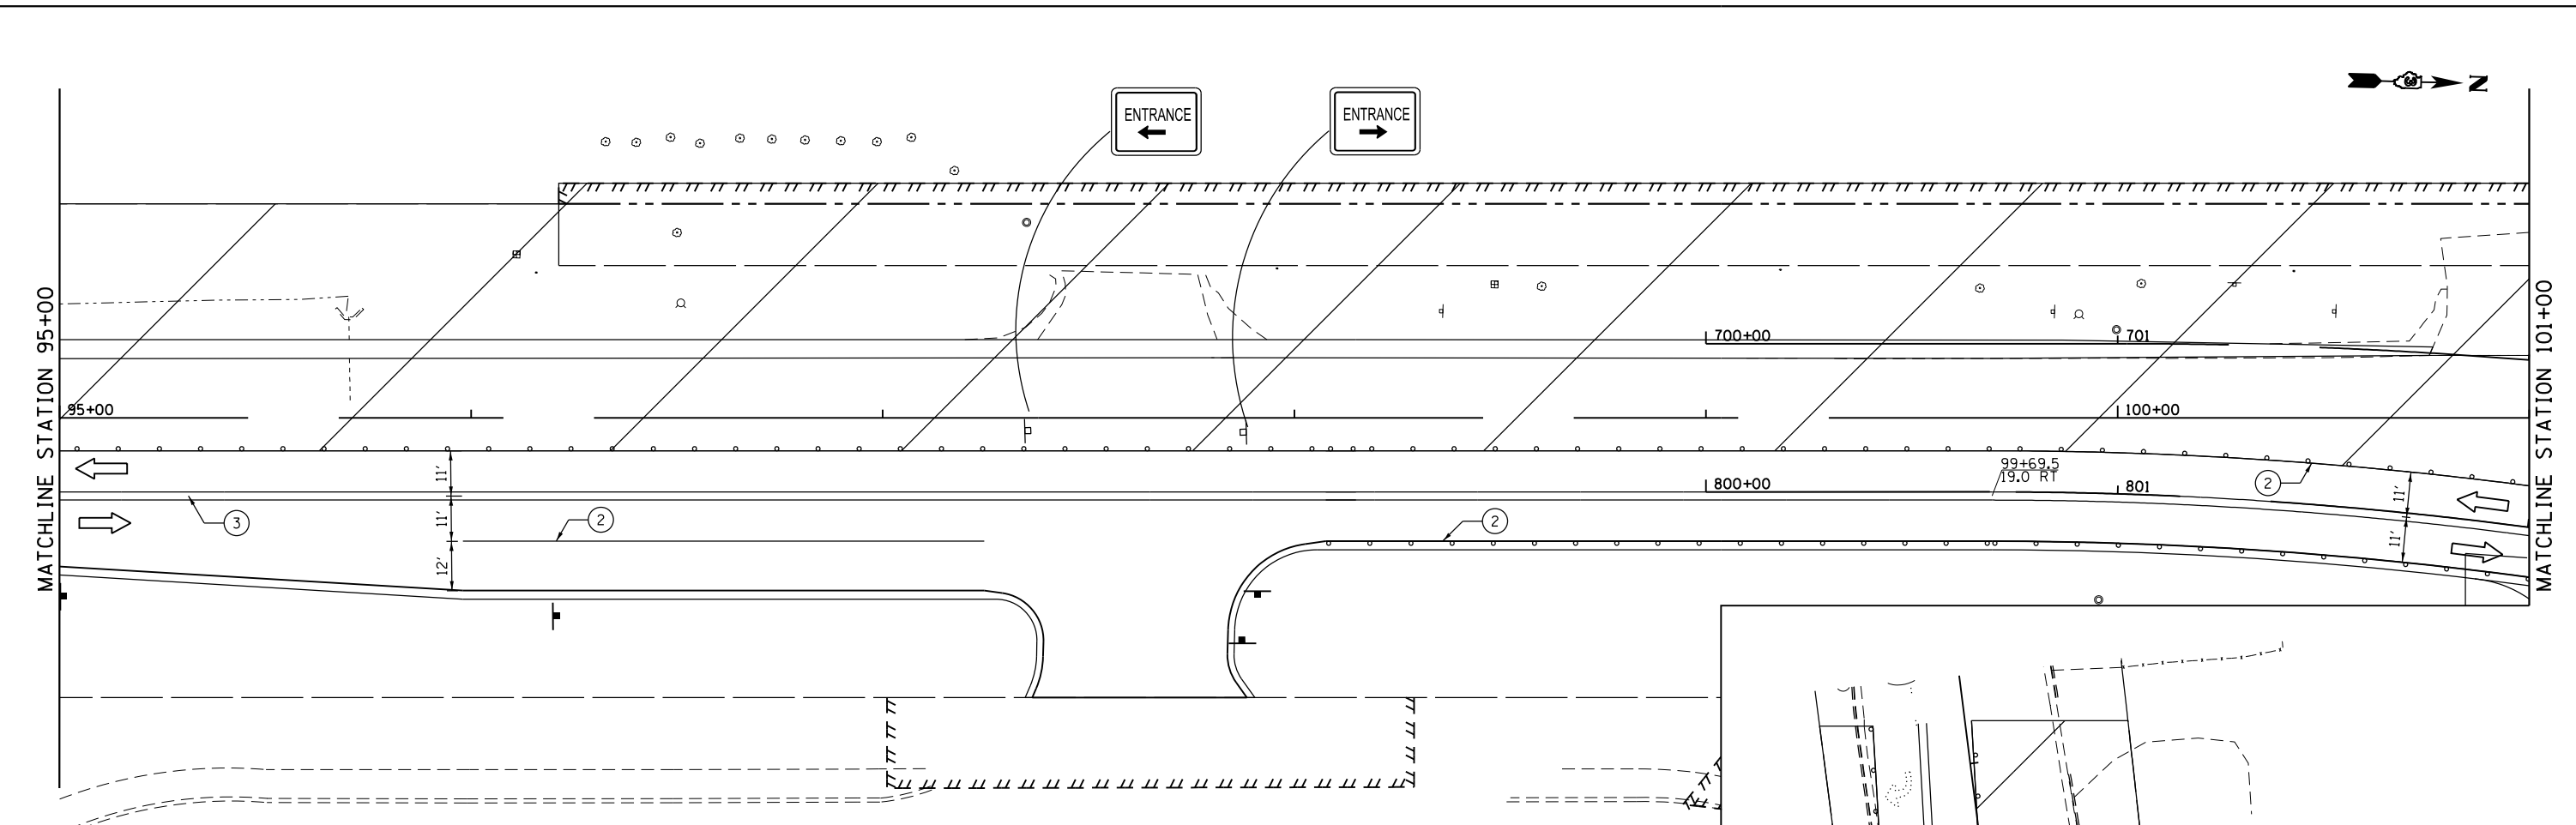 N
ENTRANCE
ENTRANCE
MATCHLINE STATION 95+00
MATCHLINE STATION 101+00
700+00
701
95+00
100+00
11'
99+69.5
19.0 RT
800+00
801
2
11'
3
11'
2
2
11'
12'